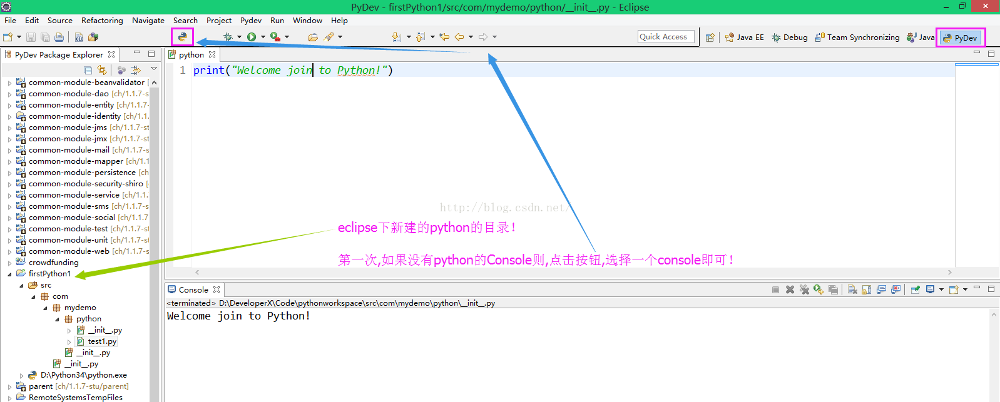 PyDev - firstPython1/src/com/mydemo/python/__init__.py - Eclipse
File Edit Source Refactoring Navigate Search Project Pydev Run Window Help
Quick Access Java EE Debug Team Synchronizing Java PyDev
PyDev Package Explorer
python
1 print("Welcome join to Python!")
common-module-beanvalidator [
common-module-dao [ch/1.1.7-s
common-module-entity [ch/1.1.7-
common-module-identity [ch/1.1.
common-module-jms [ch/1.1.7-st
common-module-jmx [ch/1.1.7-st
common-module-mail [ch/1.1.7-s
common-module-mapper [ch/1.1
common-module-persistence [ch
common-module-security-shiro [
common-module-service [ch/1.1.
common-module-sms [ch/1.1.7-s
common-module-social [ch/1.1.7
common-module-test [ch/1.1.7-st
common-module-unit [ch/1.1.7-st
common-module-web [ch/1.1.7-s
crowdfunding
firstPython1
src
com
mydemo
python
__init__.py
test1.py
__init__.py
__init__.py
D:\Python34\python.exe
parent [ch/1.1.7-stu/parent]
RemoteSystemsTempFiles
http://blog.csdn.net/
eclipse下新建的python的目录!
第一次,如果没有python的Console则,点击按钮,选择一个console即可!
Console
<terminated> D:\DeveloperX\Code\pythonworkspace\src\com\mydemo\python\__init__.py
Welcome join to Python!